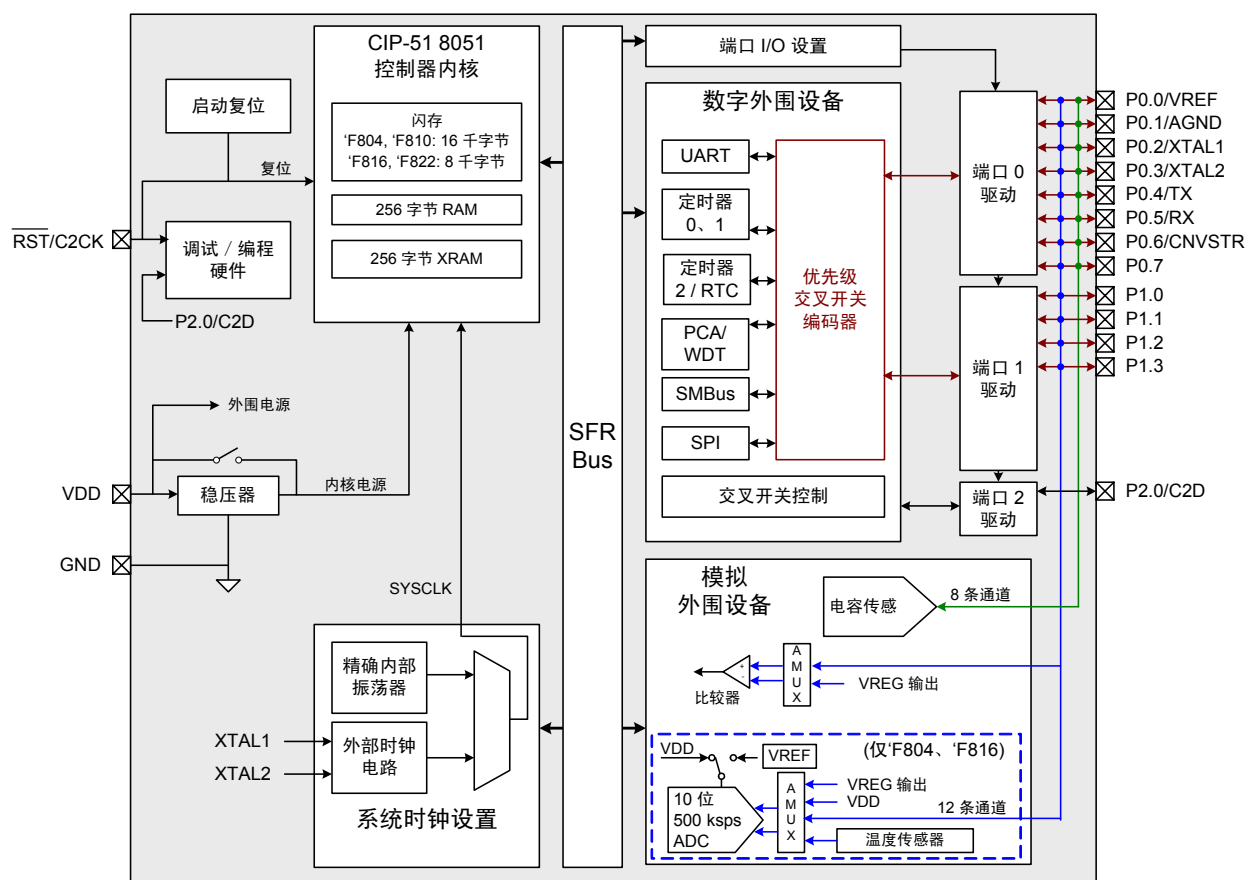 CIP-51 8051
控制器内核
闪存
‘F804, ‘F810: 16 千字节
‘F816, ‘F822: 8 千字节
256 字节 RAM
256 字节 XRAM
启动复位
复位
RST/C2CK
调试 / 编程
硬件
P2.0/C2D
外围电源
VDD
稳压器
内核电源
GND
SYSCLK
精确内部
振荡器
XTAL1
XTAL2
外部时钟
电路
系统时钟设置
SFR
Bus
端口 I/O 设置
数字外围设备
UART
定时器
0、1
定时器
2 / RTC
PCA/
WDT
SMBus
SPI
优先级
交叉开关
编码器
交叉开关控制
端口 0
驱动
端口 1
驱动
端口 2
驱动
P0.0/VREF
P0.1/AGND
P0.2/XTAL1
P0.3/XTAL2
P0.4/TX
P0.5/RX
P0.6/CNVSTR
P0.7
P1.0
P1.1
P1.2
P1.3
P2.0/C2D
模拟
外围设备
电容传感
8 条通道
+
-
比较器
A
M
U
X
VREG 输出
(仅‘F804、‘F816)
VDD
VREF
10 位
500 ksps
ADC
A
M
U
X
VREG 输出
VDD
12 条通道
温度传感器